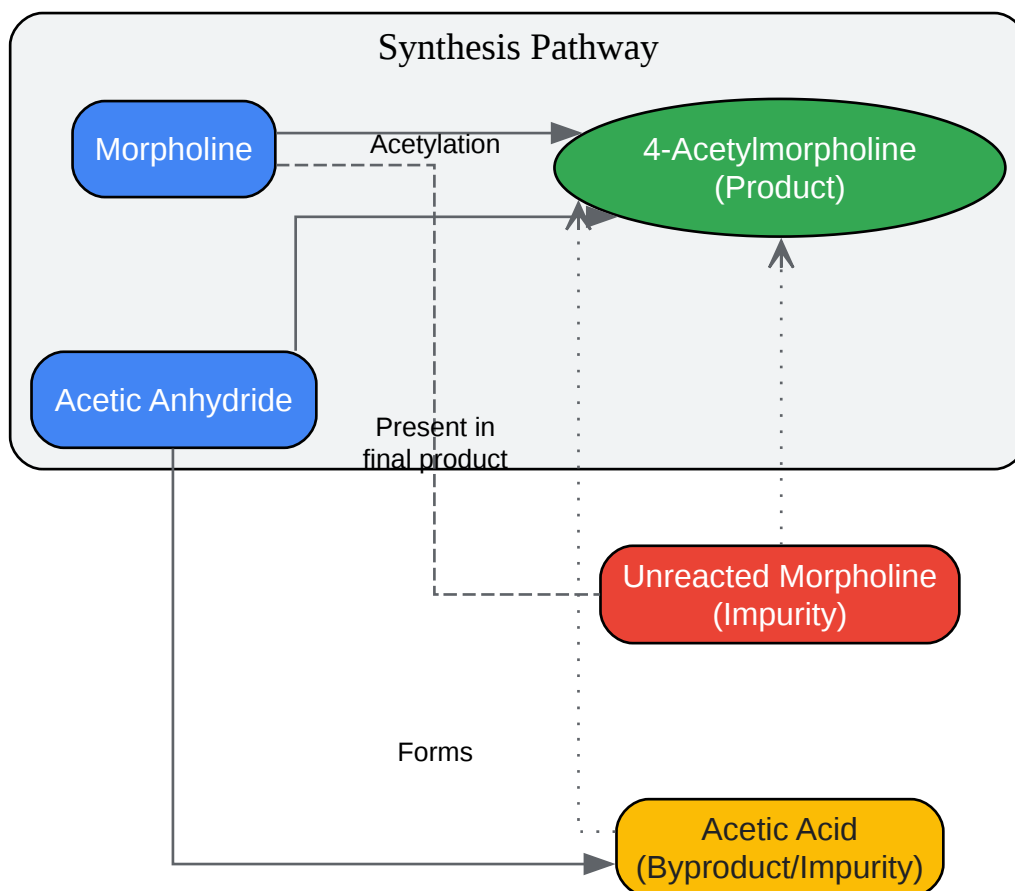 Synthesis Pathway
Morpholine
Acetylation
4-Acetylmorpholine
(Product)
Acetic Anhydride
Present in
final product
Unreacted Morpholine
(Impurity)
Forms
Acetic Acid
(Byproduct/Impurity)